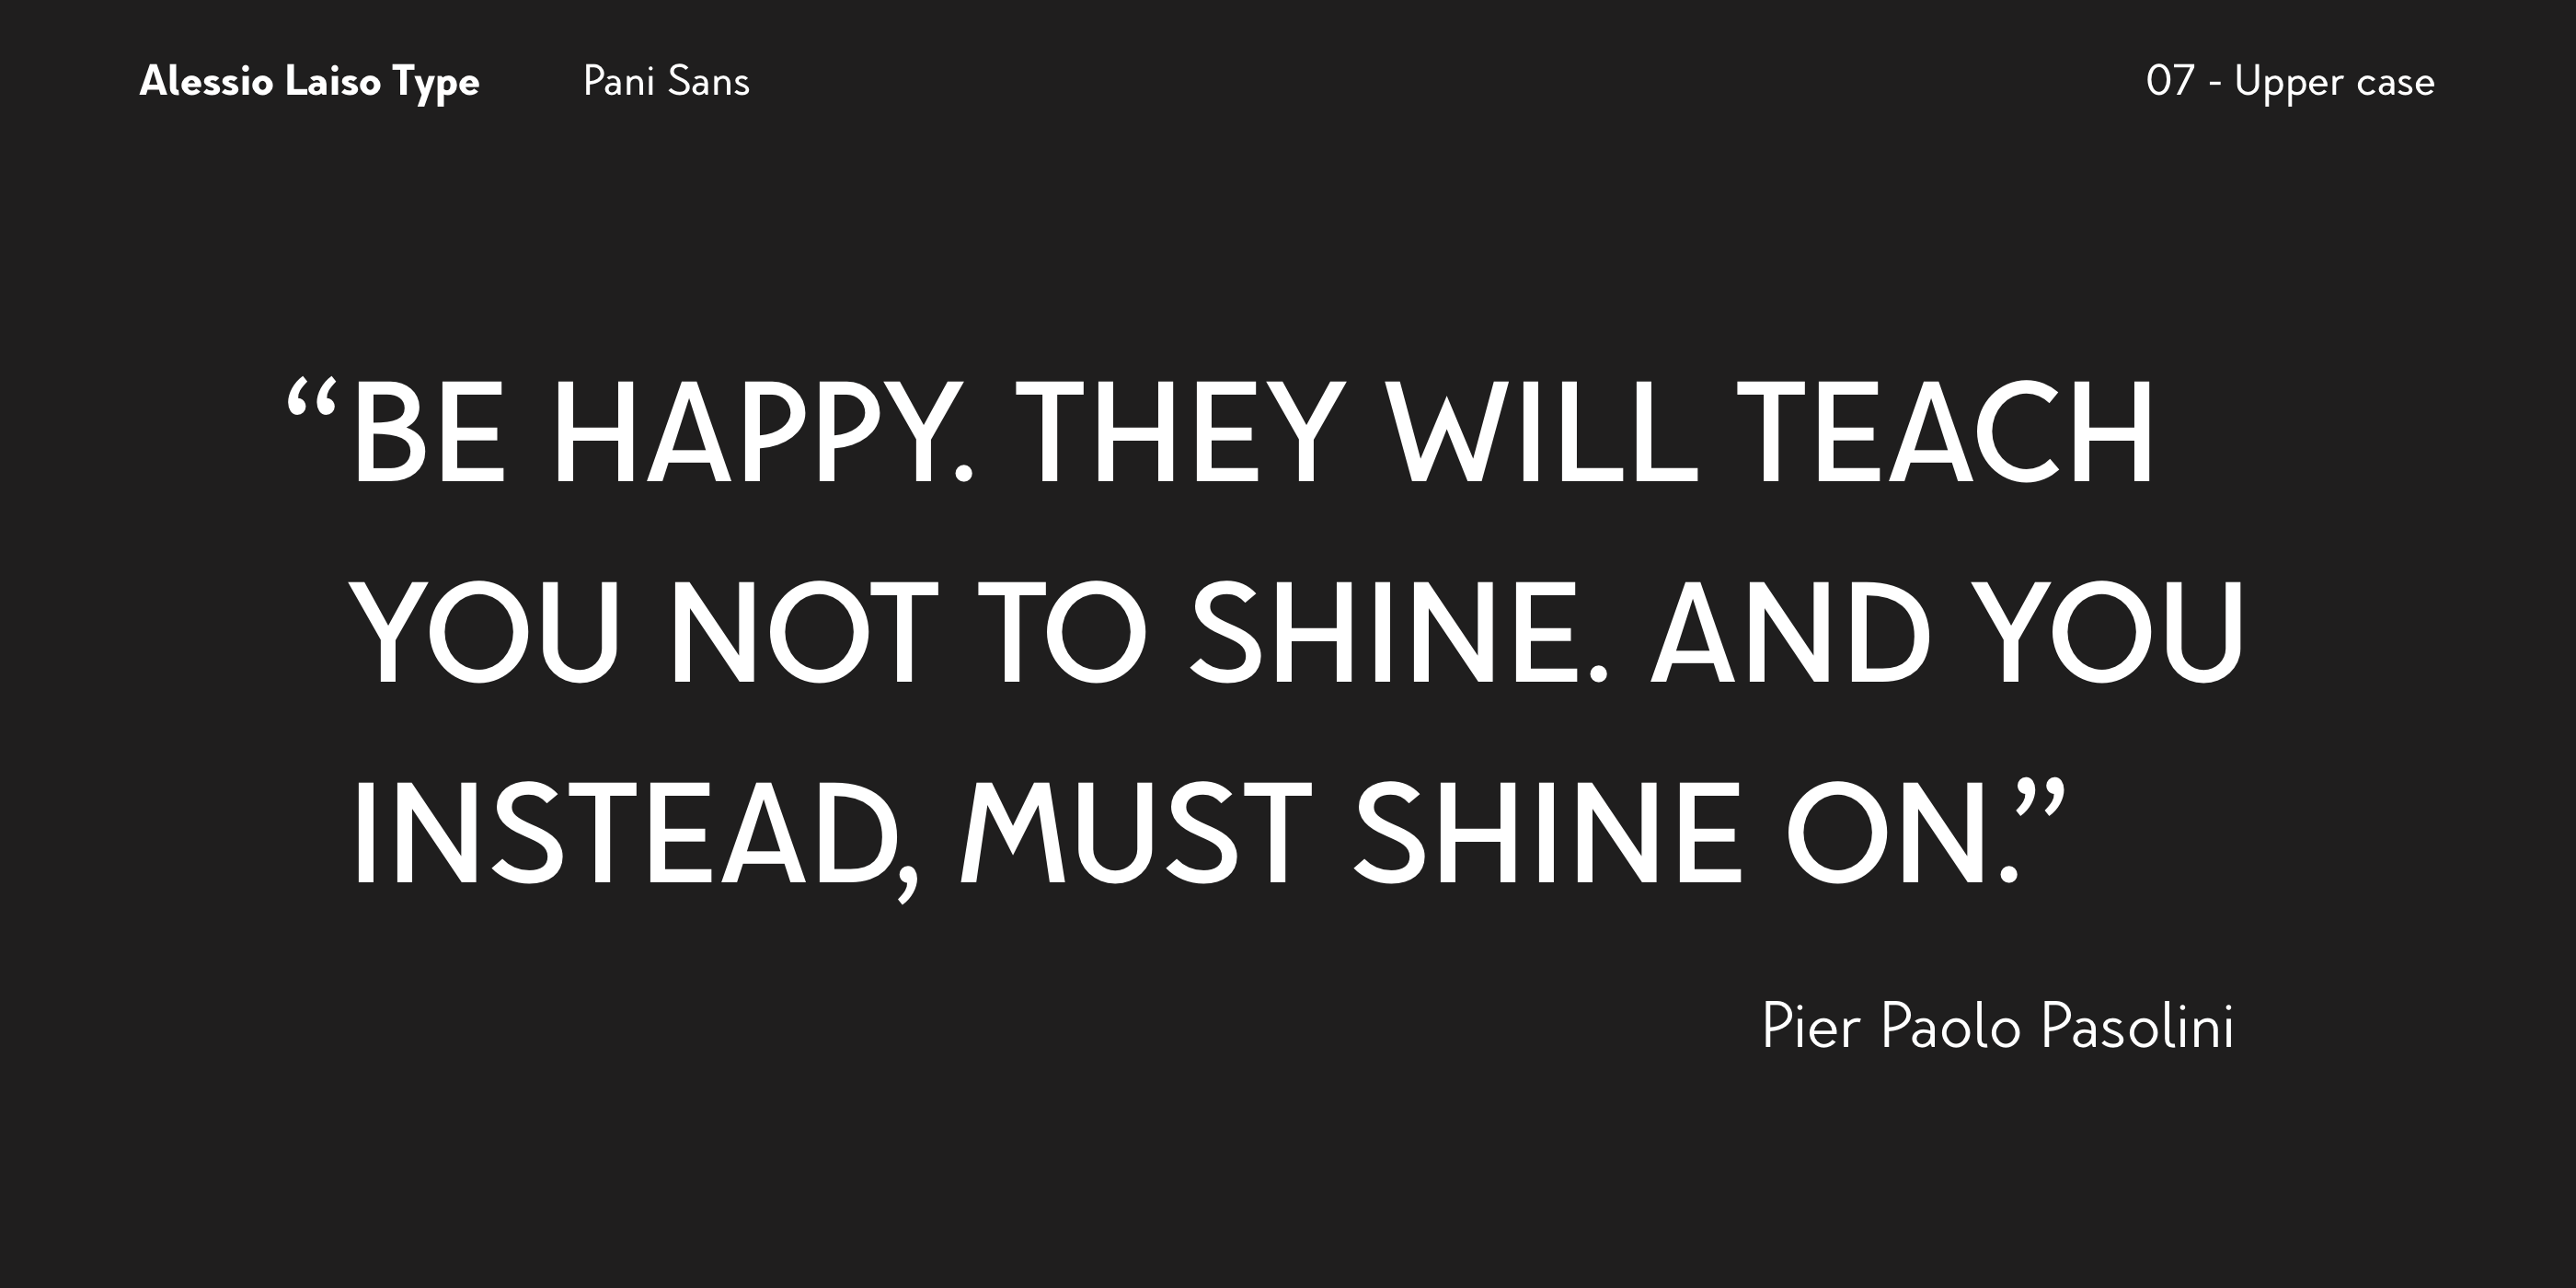 Alessio Laiso Type Pani Sans 07 - Upper case
“BE HAPPY. THEY WILL TEACH
YOU NOT TO SHINE. AND YOU
INSTEAD, MUST SHINE ON.”
Pier Paolo Pasolini